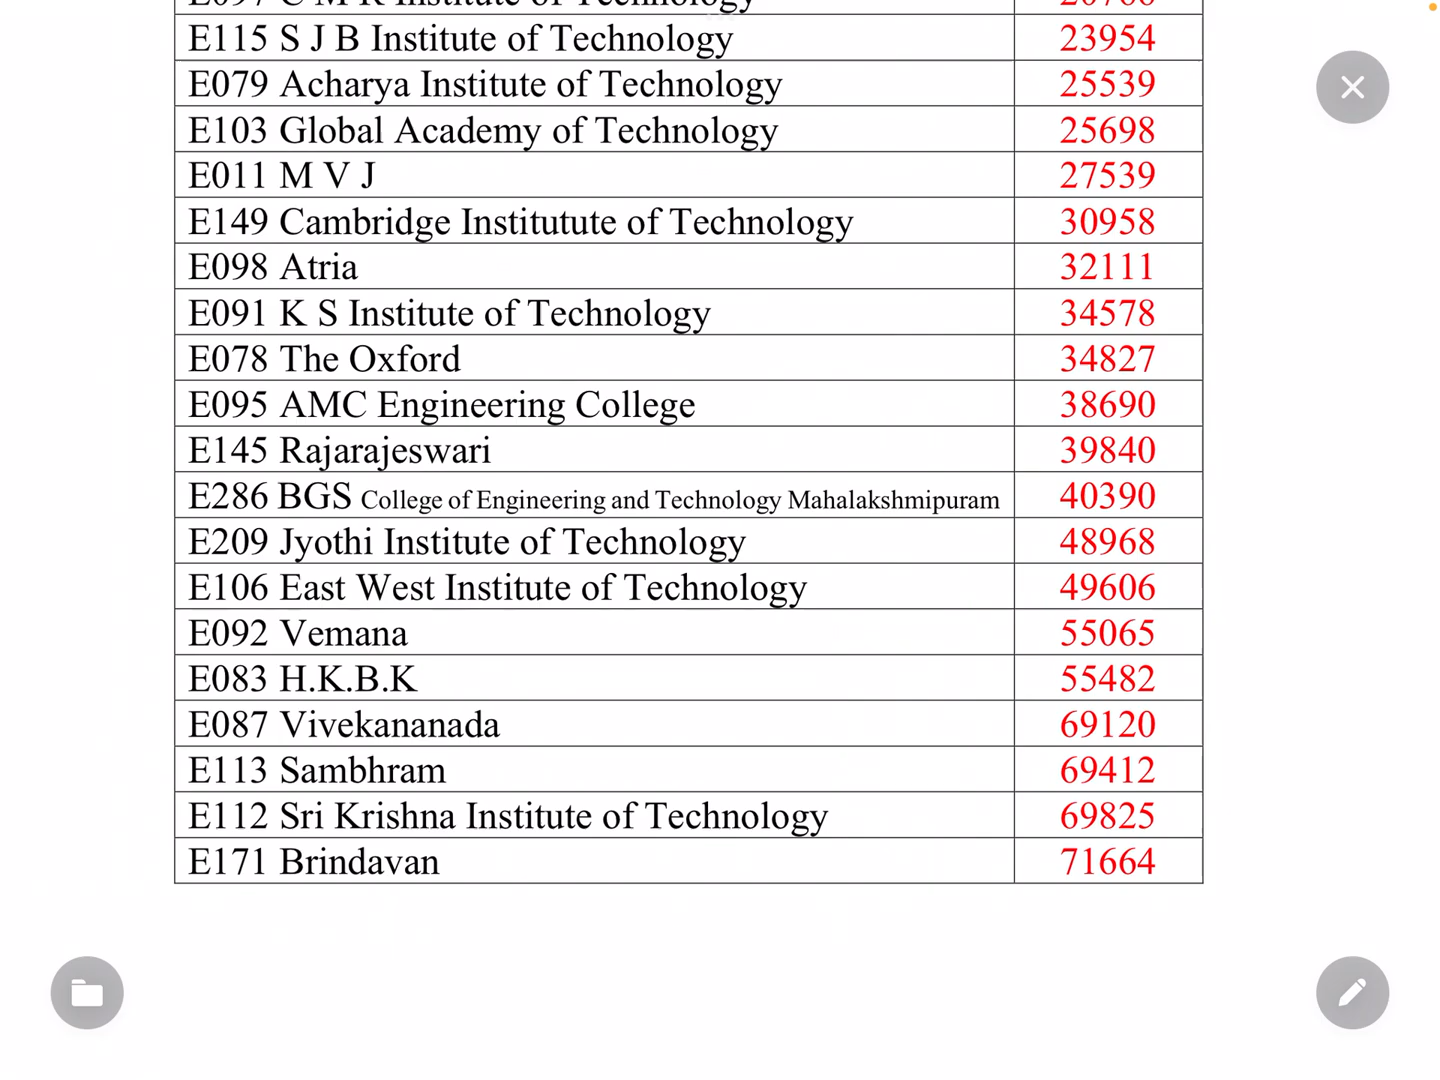 E097 C M R Institute of Technology
E115 S J B Institute of Technology 23954
E079 Acharya Institute of Technology 25539
E103 Global Academy of Technology 25698
E011 M V J 27539
E149 Cambridge Institutute of Technology 30958
E098 Atria 32111
E091 K S Institute of Technology 34578
E078 The Oxford 34827
E095 AMC Engineering College 38690
E145 Rajarajeswari 39840
E286 BGS College of Engineering and Technology Mahalakshmipuram 40390
E209 Jyothi Institute of Technology 48968
E106 East West Institute of Technology 49606
E092 Vemana 55065
E083 H.K.B.K 55482
E087 Vivekananada 69120
E113 Sambhram 69412
E112 Sri Krishna Institute of Technology 69825
E171 Brindavan 71664